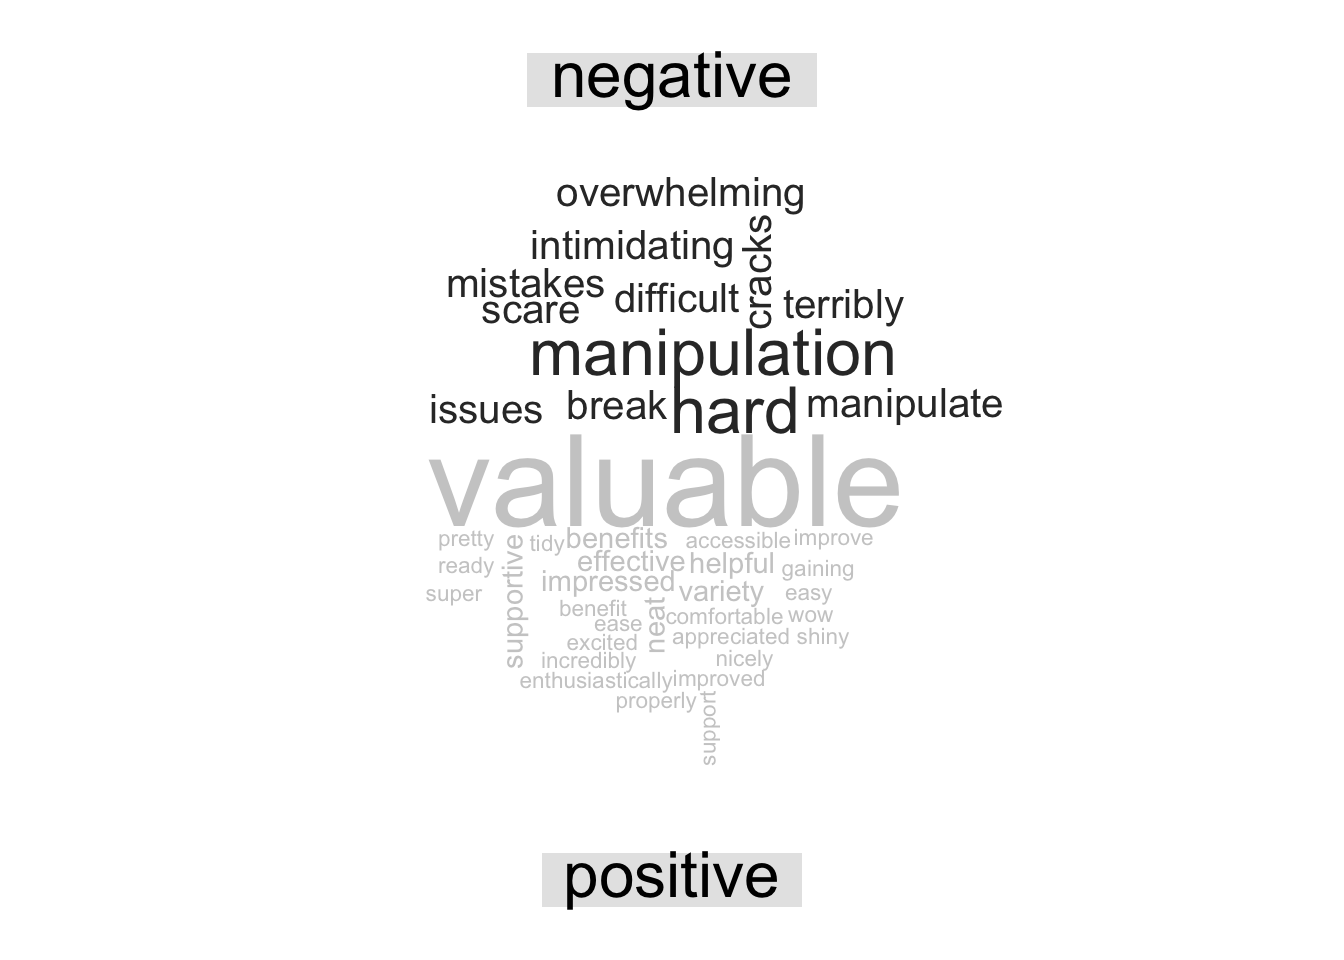 negative
overwhelming
intimidating
cracks
mistakes
difficult
terribly
scare
manipulation
issues
break
hard
manipulate
valuable
pretty
supportive
tidy
benefits
accessible
improve
ready
effective
helpful
gaining
impressed
super
variety
easy
benefit
neat
comfortable
wow
ease
excited
appreciated
shiny
incredibly
nicely
enthusiastically
improved
properly
support
positive